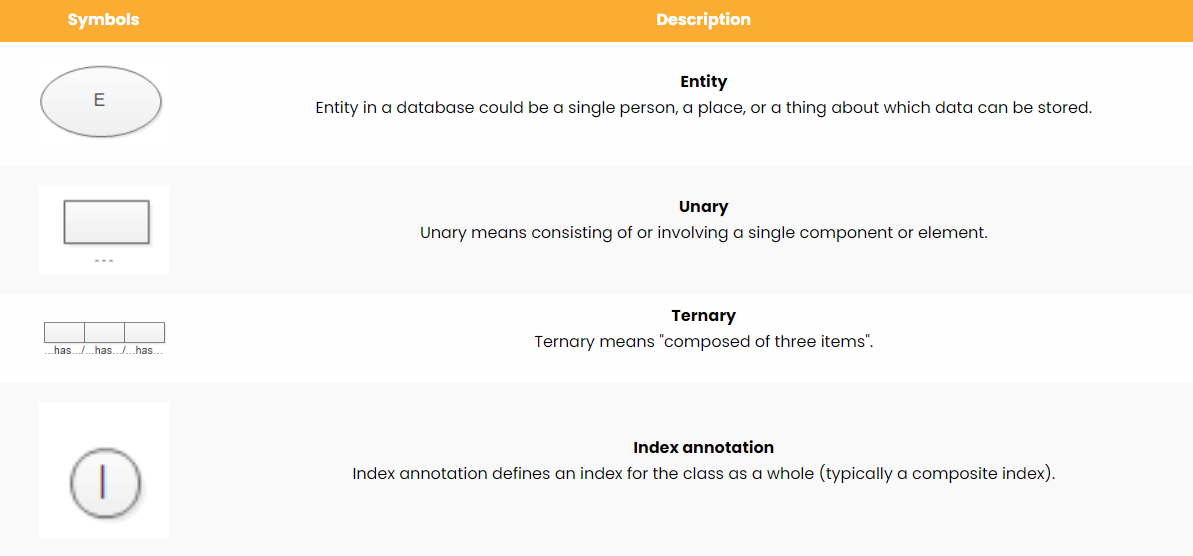 Symbols
Description
E
Entity
Entity in a database could be a single person, a place, or a thing about which data can be stored.
Unary
Unary means consisting of or involving a single component or element.
...has.../...has.../...has...
Ternary
Ternary means "composed of three items".
Index annotation
Index annotation defines an index for the class as a whole (typically a composite index).